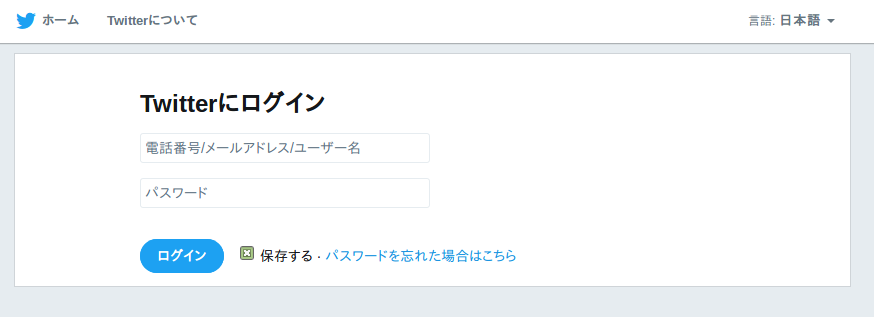 ホーム Twitterについて 言語: 日本語
Twitterにログイン
電話番号/メールアドレス/ユーザー名
パスワード
ログイン 保存する · パスワードを忘れた場合はこちら